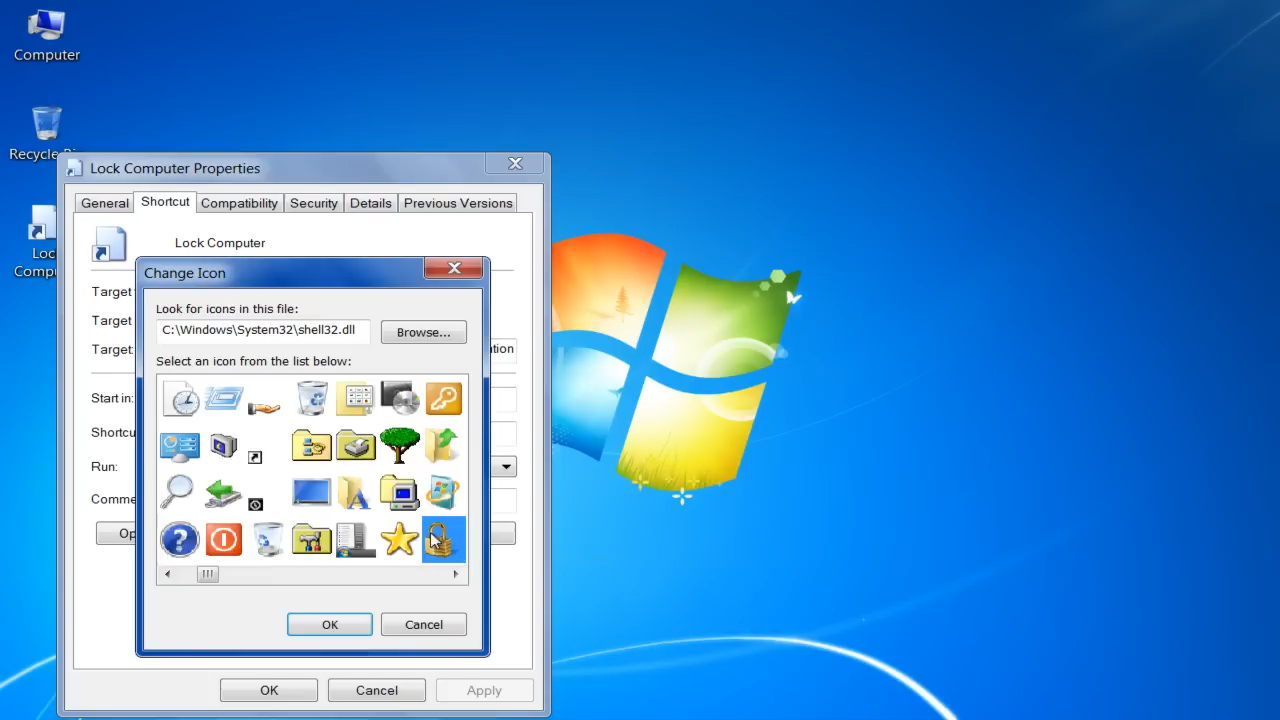 Computer
Recycle Bi
Loc
Compu
Lock Computer Properties
General
Shortcut
Compatibility
Security
Details
Previous Versions
Lock Computer
Target
Target
Target:
Start in:
Shortcu
Run:
Comme
Op
tion
Change Icon
Look for icons in this file:
C:\Windows\System32\shell32.dll
Browse...
Select an icon from the list below:
OK
Cancel
OK
Cancel
Apply